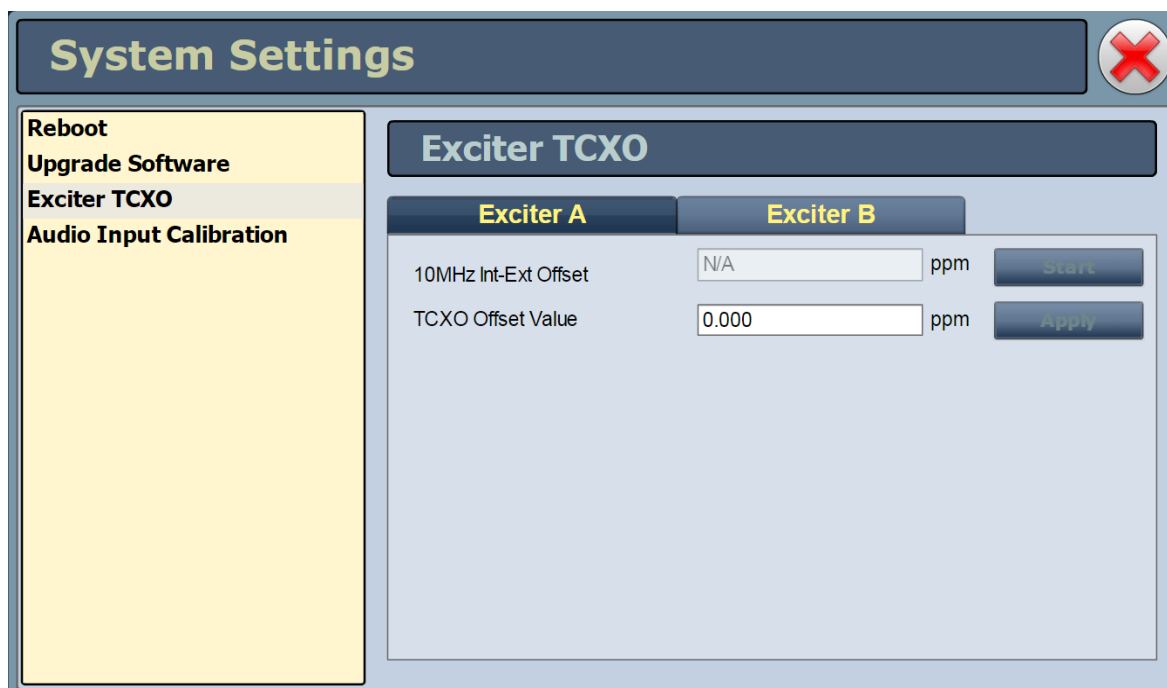 System Settings
Reboot
Upgrade Software
Exciter TCXO
Audio Input Calibration
Exciter TCXO
Exciter A Exciter B
10MHz Int-Ext Offset N/A ppm Start
TCXO Offset Value 0.000 ppm Apply